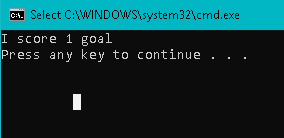 Select C:\WINDOWS\system32\cmd.exe
I score 1 goal
Press any key to continue . . .